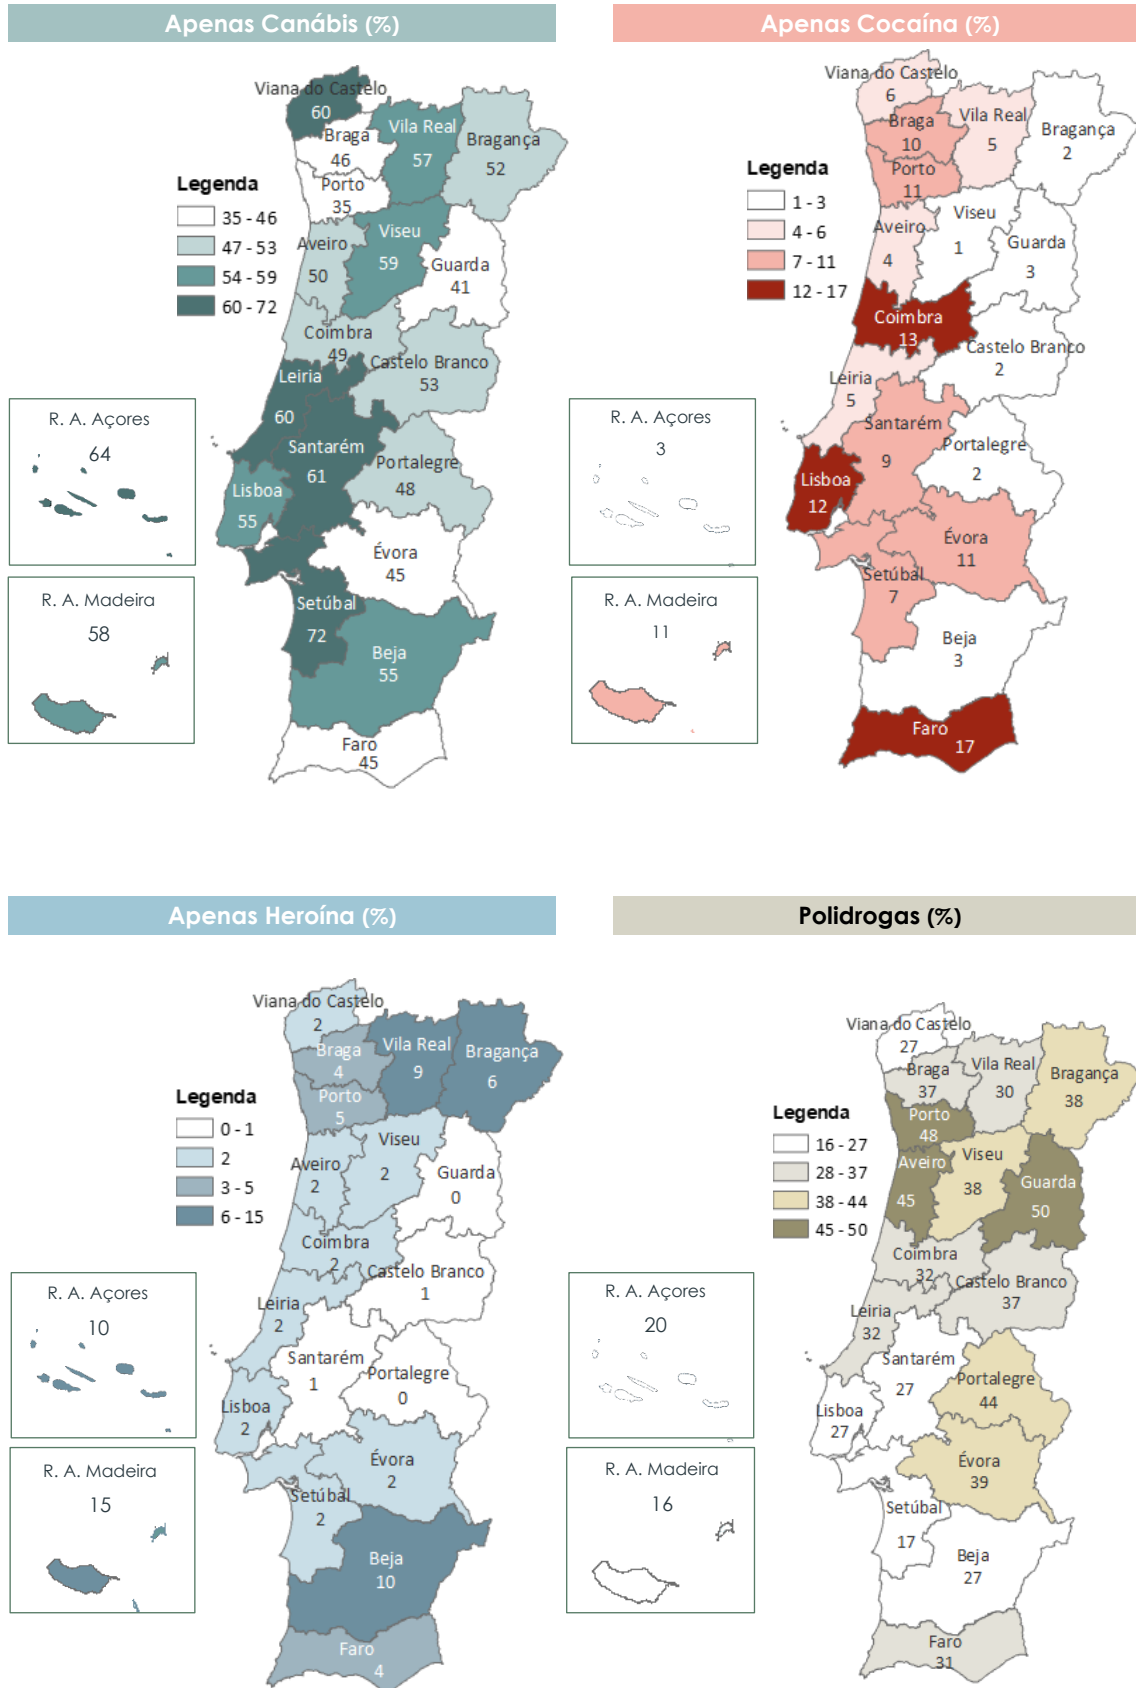 Apenas Canábis (%)
Viana do Castelo
60
Braga
46
Vila Real
57
Bragança
52
Porto
35
Legenda
35 - 46
47 - 53
54 - 59
60 - 72
Aveiro
50
Viseu
59
Guarda
41
Coimbra
49
Castelo Branco
53
Leiria
60
Santarém
61
Portalegre
48
Lisboa
55
Évora
45
Setúbal
72
Beja
55
Faro
45
R. A. Açores
64
R. A. Madeira
58
Apenas Cocaína (%)
Viana do Castelo
6
Braga
10
Vila Real
5
Bragança
2
Porto
11
Legenda
1 - 3
4 - 6
7 - 11
12 - 17
Aveiro
4
Viseu
1
Guarda
3
Coimbra
13
Castelo Branco
2
Leiria
5
Santarém
9
Portalegre
2
Lisboa
12
Évora
11
Setúbal
7
Beja
3
Faro
17
R. A. Açores
3
R. A. Madeira
11
Apenas Heroína (%)
Viana do Castelo
2
Braga
4
Vila Real
9
Bragança
6
Porto
5
Legenda
0 - 1
2
3 - 5
6 - 15
Aveiro
2
Viseu
2
Guarda
0
Coimbra
2
Castelo Branco
1
Leiria
2
Santarém
1
Portalegre
0
Lisboa
2
Évora
2
Setúbal
2
Beja
10
Faro
4
R. A. Açores
10
R. A. Madeira
15
Polidrogas (%)
Viana do Castelo
27
Braga
37
Vila Real
30
Bragança
38
Porto
48
Legenda
16 - 27
28 - 37
38 - 44
45 - 50
Aveiro
45
Viseu
38
Guarda
50
Coimbra
32
Castelo Branco
37
Leiria
32
Santarém
27
Portalegre
44
Lisboa
27
Évora
39
Setúbal
17
Beja
27
Faro
31
R. A. Açores
20
R. A. Madeira
16